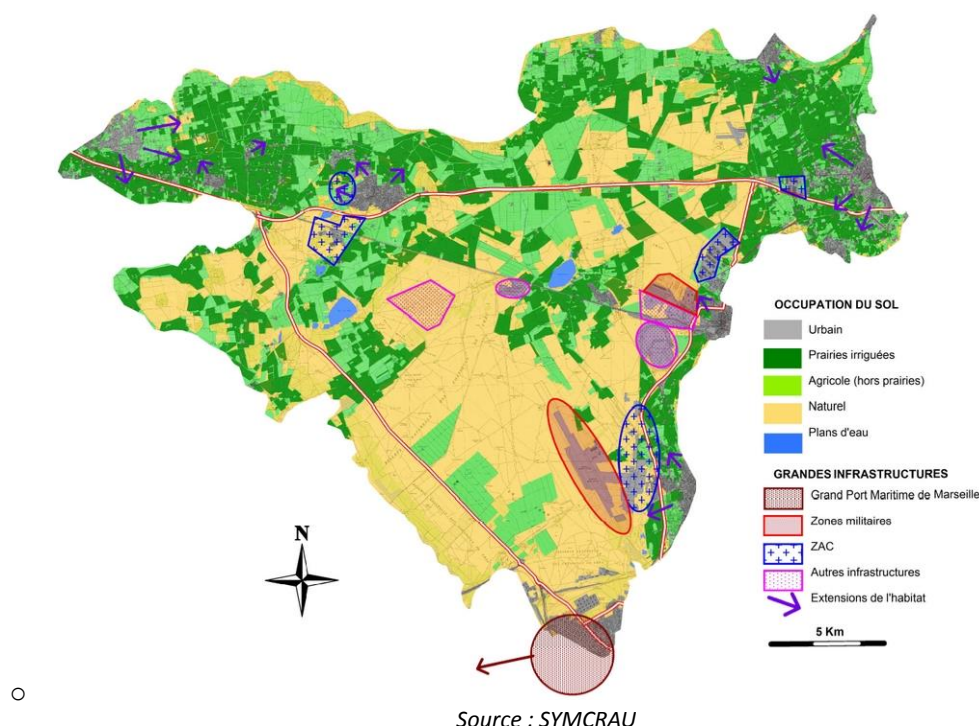 OCCUPATION DU SOL
Urbain
Prairies irriguées
Agricole (hors prairies)
Naturel
Plans d'eau
GRANDES INFRASTRUCTURES
Grand Port Maritime de Marseille
Zones militaires
ZAC
Autres infrastructures
Extensions de l'habitat
N
5 Km
Source : SYMCRAU